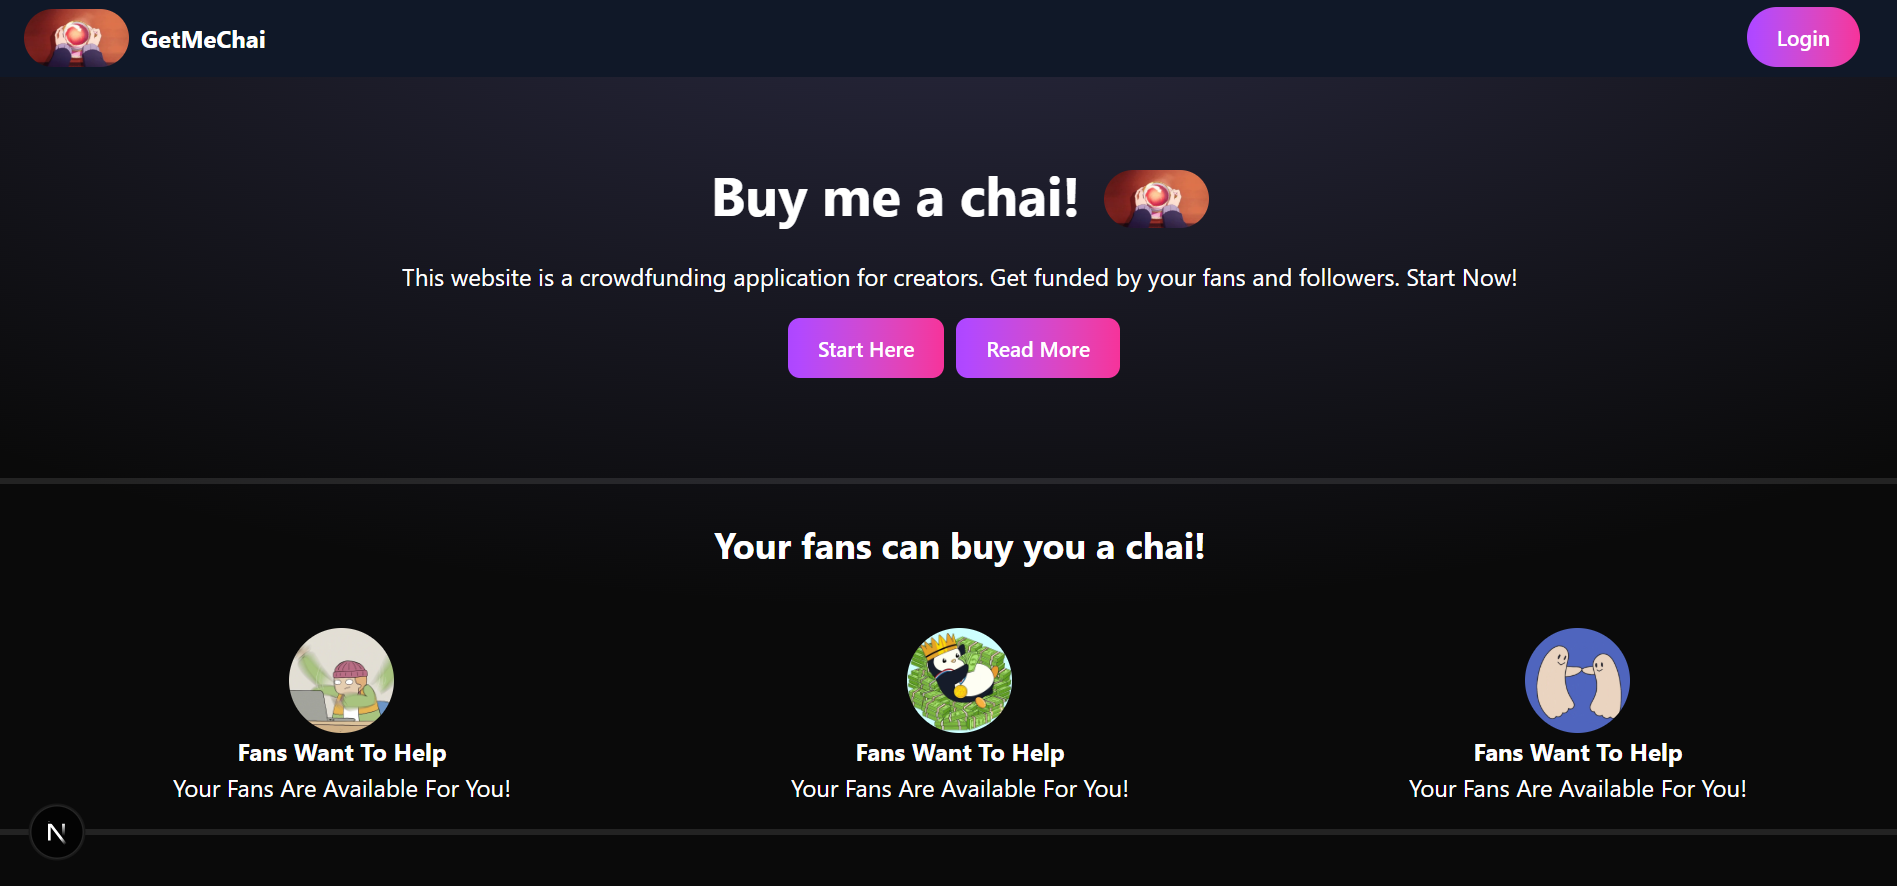 GetMeChai
Login
Buy me a chai!
This website is a crowdfunding application for creators. Get funded by your fans and followers. Start Now!
Start Here
Read More
Your fans can buy you a chai!
Fans Want To Help
Your Fans Are Available For You!
Fans Want To Help
Your Fans Are Available For You!
Fans Want To Help
Your Fans Are Available For You!
N